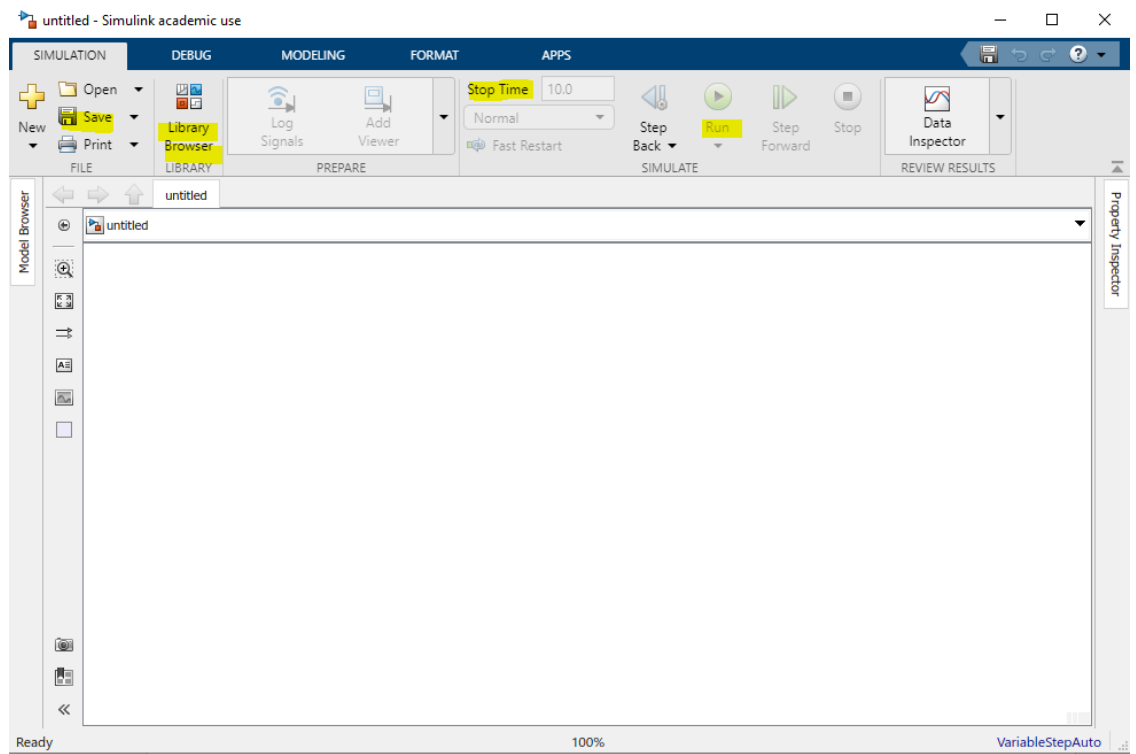 untitled - Simulink academic use
SIMULATION DEBUG MODELING FORMAT APPS
New
Open
Save
Print
FILE
Library
Browser
LIBRARY
Log
Signals
Add
Viewer
PREPARE
Stop Time 10.0
Normal
Fast Restart
Step
Back
Run
Step
Forward
Stop
SIMULATE
Data
Inspector
REVIEW RESULTS
Model Browser
untitled
untitled
Property Inspector
Ready 100% VariableStepAuto